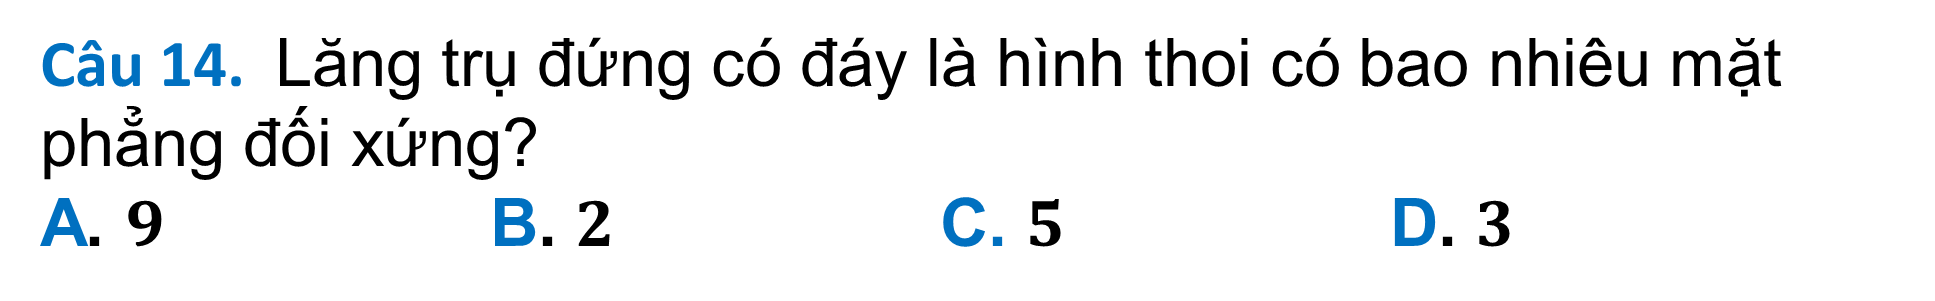 Câu 14. Lăng trụ đứng có đáy là hình thoi có bao nhiêu mặt
phẳng đối xứng?
A. 9 B. 2 C. 5 D. 3